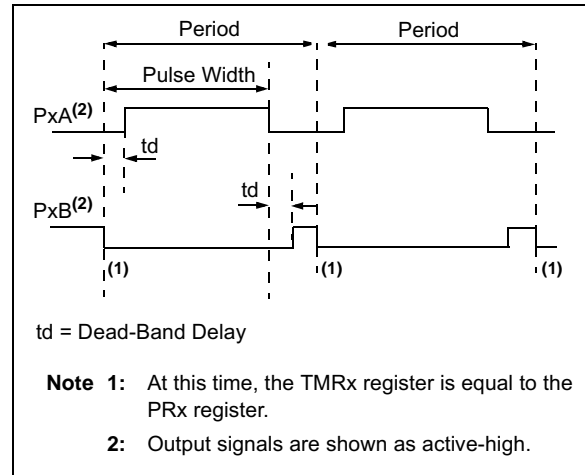 Period Period
Pulse Width
PxA(2)
td
td
PxB(2)
(1) (1) (1)
td = Dead-Band Delay
Note 1: At this time, the TMRx register is equal to the
PRx register.
2: Output signals are shown as active-high.